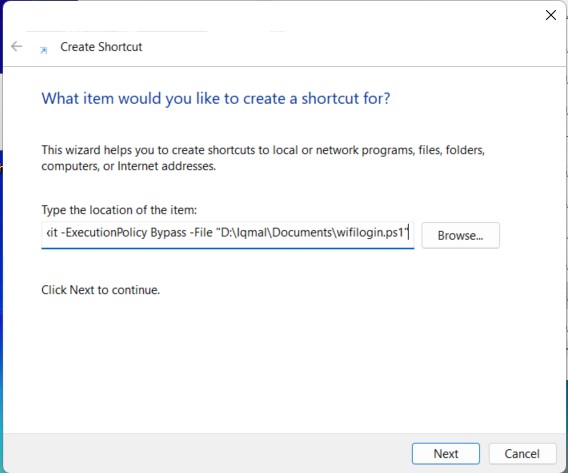 Create Shortcut
What item would you like to create a shortcut for?
This wizard helps you to create shortcuts to local or network programs, files, folders,
computers, or Internet addresses.
Type the location of the item:
it -ExecutionPolicy Bypass -File "D:\Iqmal\Documents\wifilogin.ps1"
Browse...
Click Next to continue.
Next
Cancel